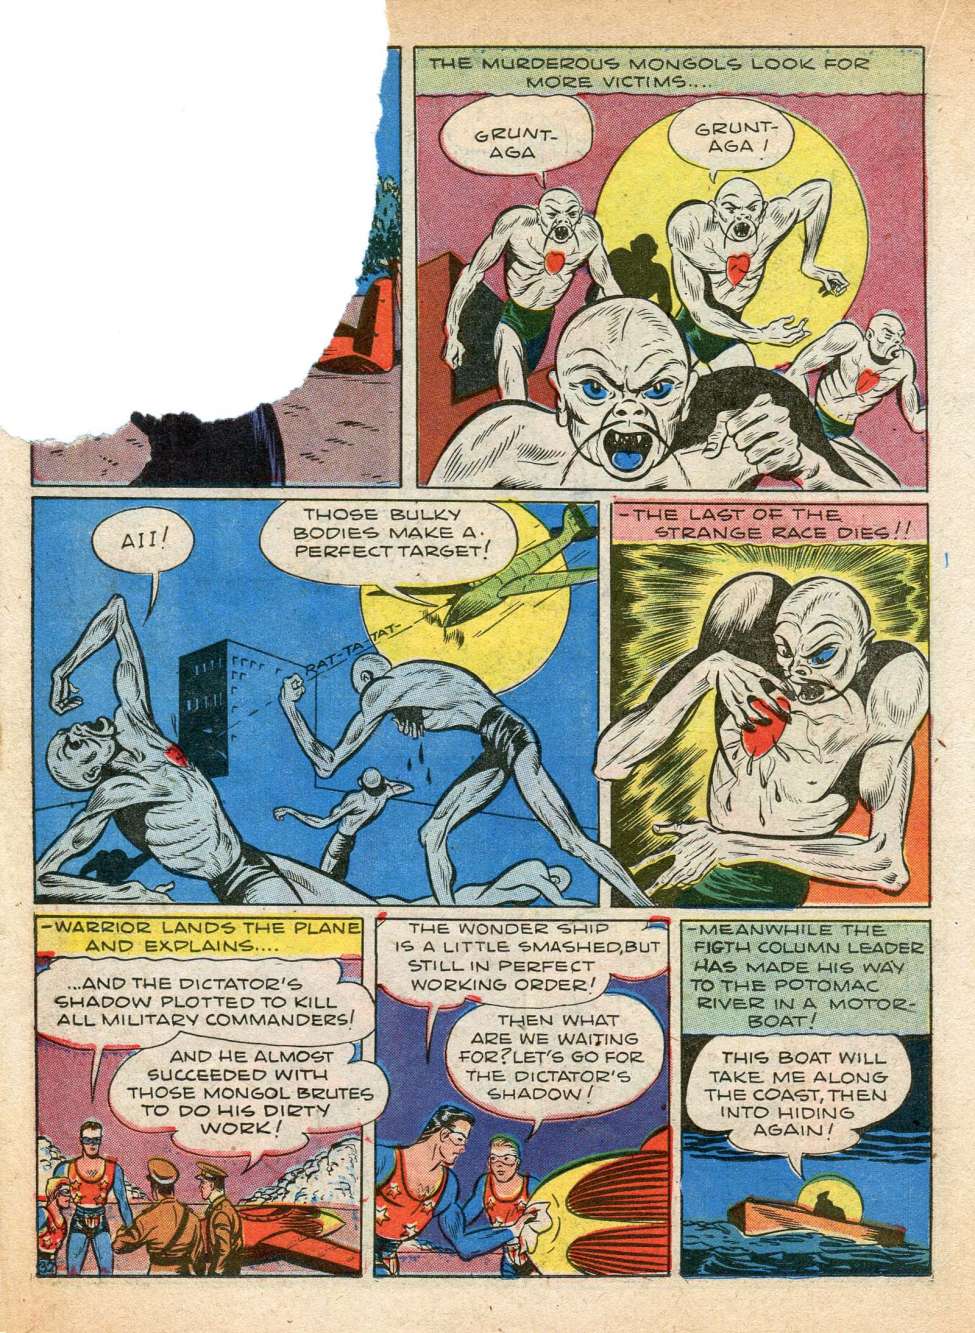 THE MURDEROUS MONGOLS LOOK FOR
MORE VICTIMS....
GRUNT-
AGA
GRUNT-
AGA!
AII!
THOSE BULKY
BODIES MAKE A
PERFECT TARGET!
RAT-TA-TAT-
-THE LAST OF THE
STRANGE RACE DIES!!
-WARRIOR LANDS THE PLANE
AND EXPLAINS....
...AND THE DICTATOR'S
SHADOW PLOTTED TO KILL
ALL MILITARY COMMANDERS!
AND HE ALMOST
SUCCEEDED WITH
THOSE MONGOL BRUTES
TO DO HIS DIRTY
WORK!
THE WONDER SHIP
IS A LITTLE SMASHED, BUT
STILL IN PERFECT
WORKING ORDER!
THEN WHAT
ARE WE WAITING
FOR? LET'S GO FOR
THE DICTATOR'S
SHADOW!
-MEANWHILE THE
FIGTH COLUMN LEADER
HAS MADE HIS WAY
TO THE POTOMAC
RIVER IN A MOTOR-
BOAT!
THIS BOAT WILL
TAKE ME ALONG
THE COAST, THEN
INTO HIDING
AGAIN!